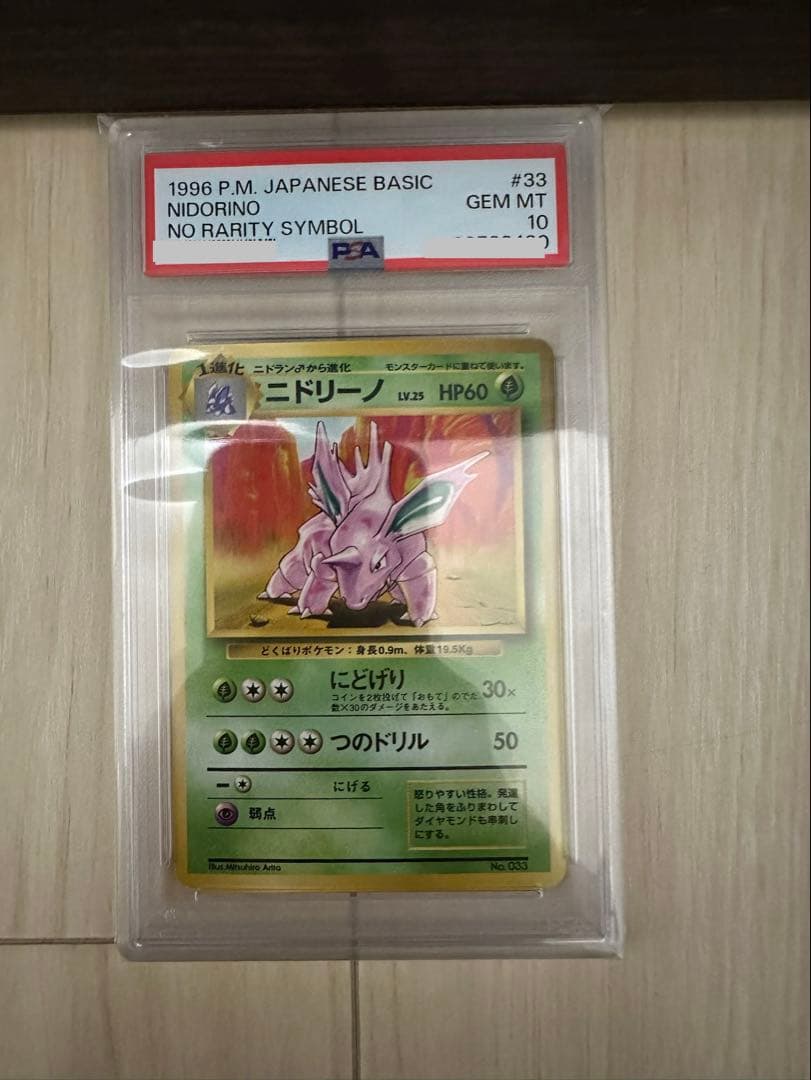 1996 P.M. JAPANESE BASIC #33
NIDORINO GEM MT
NO RARITY SYMBOL 10
PSA
1進化 ニドラン♂から進化 モンスターカードに重ねて使います。
ニドリーノ LV.25 HP60
どくばりポケモン：身長0.9m、体重19.5Kg
にどげり 30×
コインを2枚投げて「おもて」のでた
数×30のダメージをあたえる。
つのドリル 50
にげる
弱点
怒りやすい性格。発達
した角をふりまわして
ダイヤモンドも串刺し
にする。
Illus.Mitsuhiro Arita No. 033